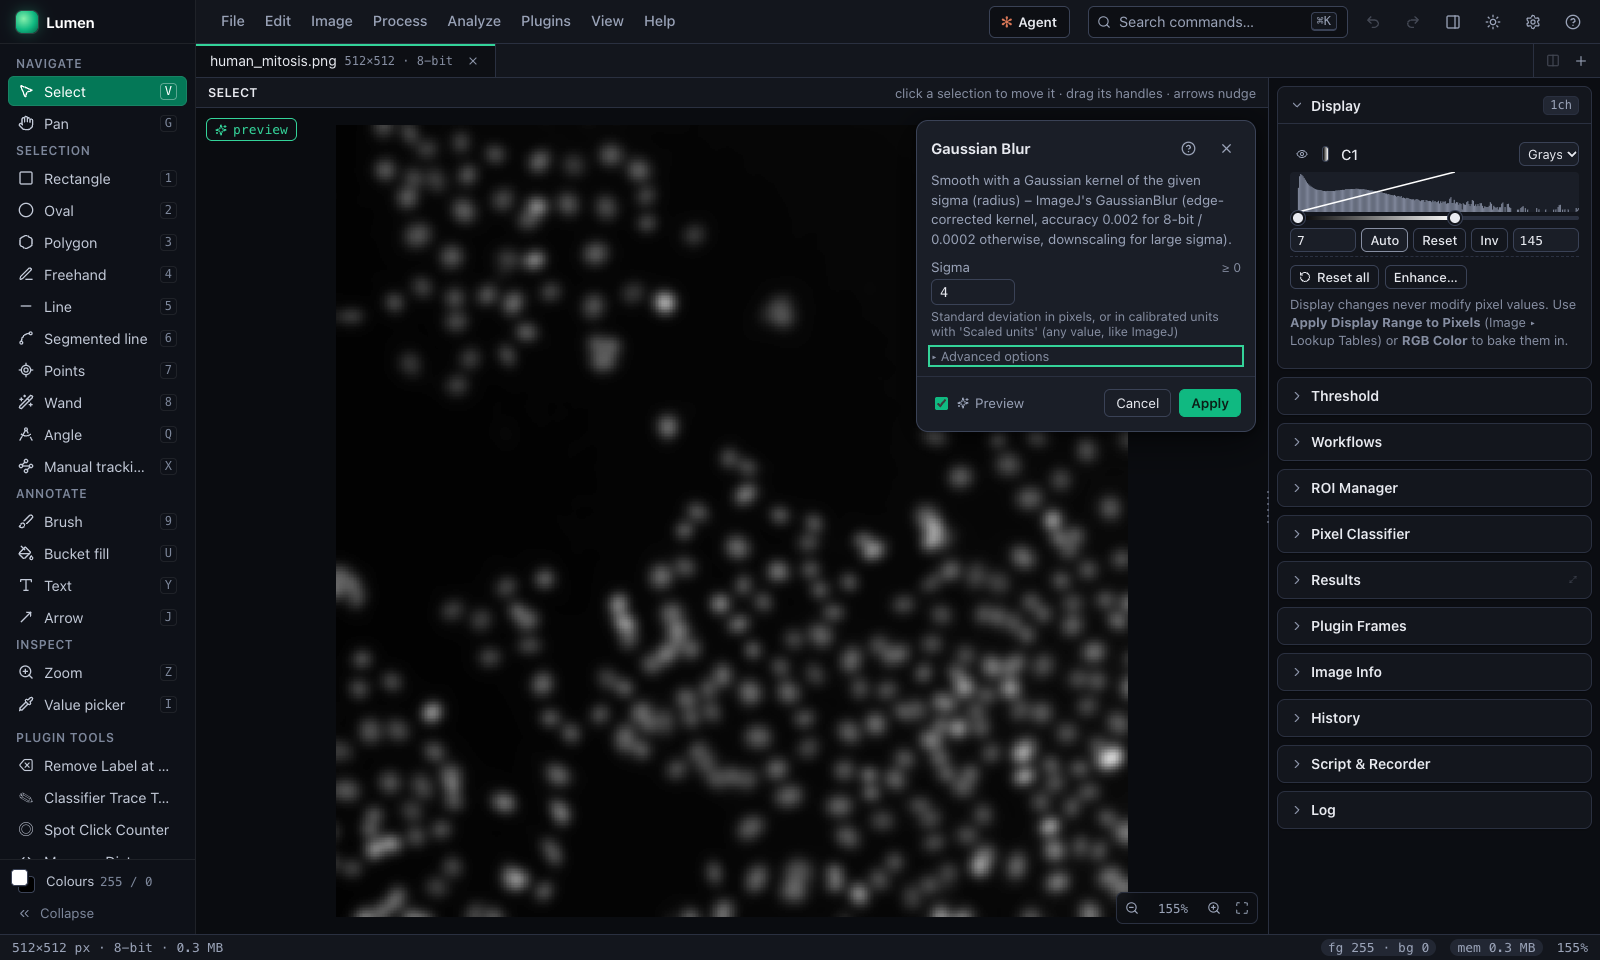 Lumen
File Edit Image Process Analyze Plugins View Help
Agent
Search commands... ⌘K
NAVIGATE
Select V
Pan G
SELECTION
Rectangle 1
Oval 2
Polygon 3
Freehand 4
Line 5
Segmented line 6
Points 7
Wand 8
Angle Q
Manual tracki... X
ANNOTATE
Brush 9
Bucket fill U
Text Y
Arrow J
INSPECT
Zoom Z
Value picker I
PLUGIN TOOLS
Remove Label at ...
Classifier Trace T...
Spot Click Counter
Colours 255 / 0
Collapse
human_mitosis.png 512×512 · 8-bit
SELECT
click a selection to move it · drag its handles · arrows nudge
preview
Gaussian Blur
Smooth with a Gaussian kernel of the given
sigma (radius) – ImageJ's GaussianBlur (edge-
corrected kernel, accuracy 0.002 for 8-bit /
0.0002 otherwise, downscaling for large sigma).
Sigma ≥ 0
4
Standard deviation in pixels, or in calibrated units
with 'Scaled units' (any value, like ImageJ)
Advanced options
Preview Cancel Apply
155%
Display 1ch
C1 Grays
7 Auto Reset Inv 145
Reset all Enhance...
Display changes never modify pixel values. Use
Apply Display Range to Pixels (Image ▸
Lookup Tables) or RGB Color to bake them in.
Threshold
Workflows
ROI Manager
Pixel Classifier
Results
Plugin Frames
Image Info
History
Script & Recorder
Log
512×512 px · 8-bit · 0.3 MB
fg 255 · bg 0 mem 0.3 MB 155%